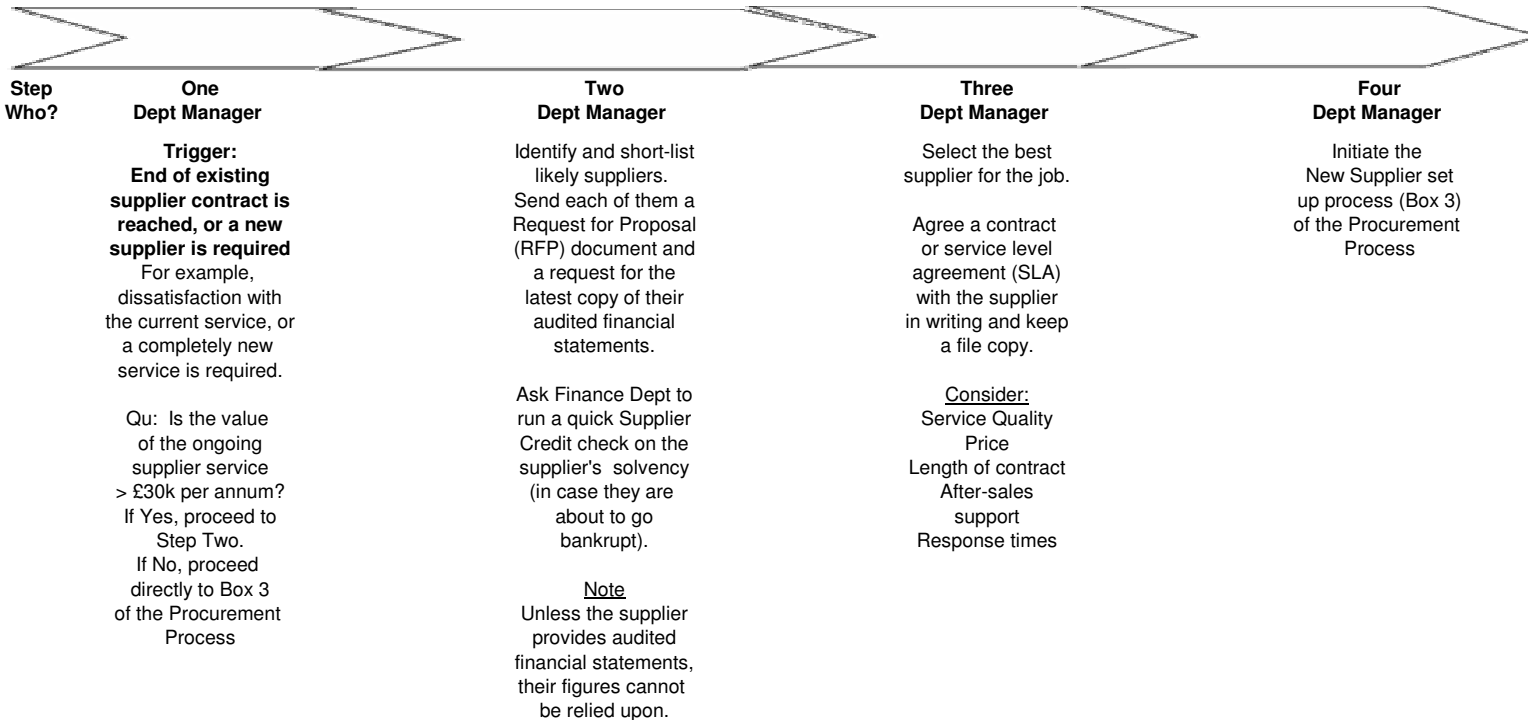 Step
Who?
One
Dept Manager
Trigger:
End of existing
supplier contract is
reached, or a new
supplier is required
For example,
dissatisfaction with
the current service, or
a completely new
service is required.
Qu:  Is the value
of the ongoing
supplier service
> £30k per annum?
If Yes, proceed to
Step Two.
If No, proceed
directly to Box 3
of the Procurement
Process
Two
Dept Manager
Identify and short-list
likely suppliers.
Send each of them a
Request for Proposal
(RFP) document and
a request for the
latest copy of their
audited financial
statements.
Ask Finance Dept to
run a quick Supplier
Credit check on the
supplier's  solvency
(in case they are
about to go
bankrupt).
Note
Unless the supplier
provides audited
financial statements,
their figures cannot
be relied upon.
Three
Dept Manager
Select the best
supplier for the job.
Agree a contract
or service level
agreement (SLA)
with the supplier
in writing and keep
a file copy.
Consider:
Service Quality
Price
Length of contract
After-sales
support
Response times
Four
Dept Manager
Initiate the
New Supplier set
up process (Box 3)
of the Procurement
Process